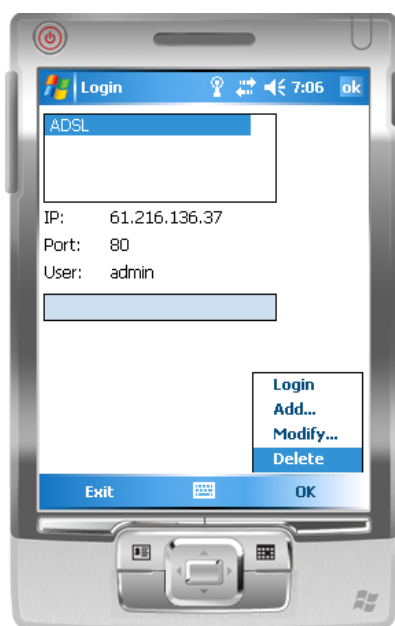 Login 7:06 ok
ADSL
IP: 61.216.136.37
Port: 80
User: admin
Login
Add...
Modify...
Delete
Exit OK